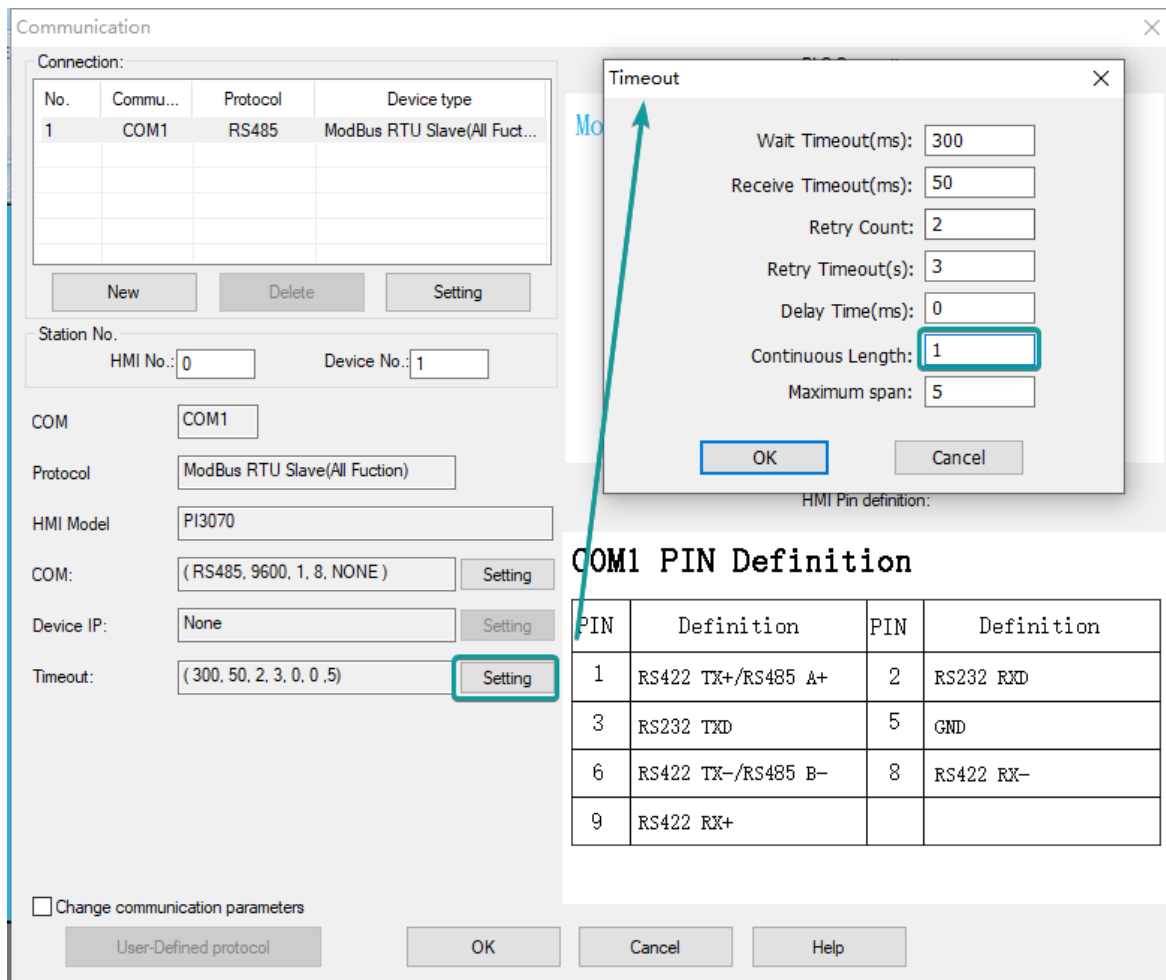 Communication
Connection:
No. Commu... Protocol Device type
1 COM1 RS485 ModBus RTU Slave(All Fuct...
New Delete Setting
Station No.
HMI No.: 0 Device No.: 1
COM COM1
Protocol ModBus RTU Slave(All Fuction)
HMI Model PI3070
COM: ( RS485, 9600, 1, 8, NONE ) Setting
Device IP: None Setting
Timeout: ( 300, 50, 2, 3, 0, 0 ,5) Setting
Change communication parameters
User-Defined protocol OK Cancel Help
Mo
Timeout
Wait Timeout(ms): 300
Receive Timeout(ms): 50
Retry Count: 2
Retry Timeout(s): 3
Delay Time(ms): 0
Continuous Length: 1
Maximum span: 5
OK Cancel
HMI Pin definition:
COM1 PIN Definition
PIN Definition PIN Definition
1 RS422 TX+/RS485 A+ 2 RS232 RXD
3 RS232 TXD 5 GND
6 RS422 TX-/RS485 B- 8 RS422 RX-
9 RS422 RX+